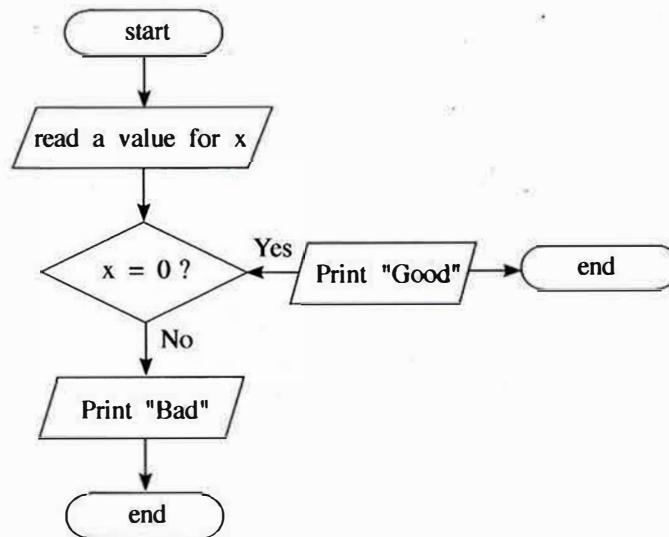 start
read a value for x
x = 0 ?
Yes
Print "Good"
end
No
Print "Bad"
end